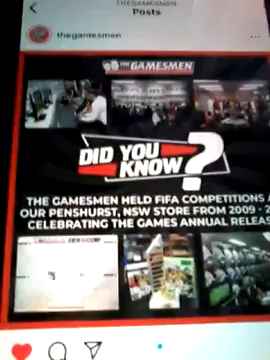 THEGAMESMEN
Posts
thegamesmen
THE GAMESMEN
DID YOU
KNOW?
THE GAMESMEN HELD FIFA COMPETITIONS A
OUR PENSHURST, NSW STORE FROM 2009 - 2
CELEBRATING THE GAMES ANNUAL RELEAS